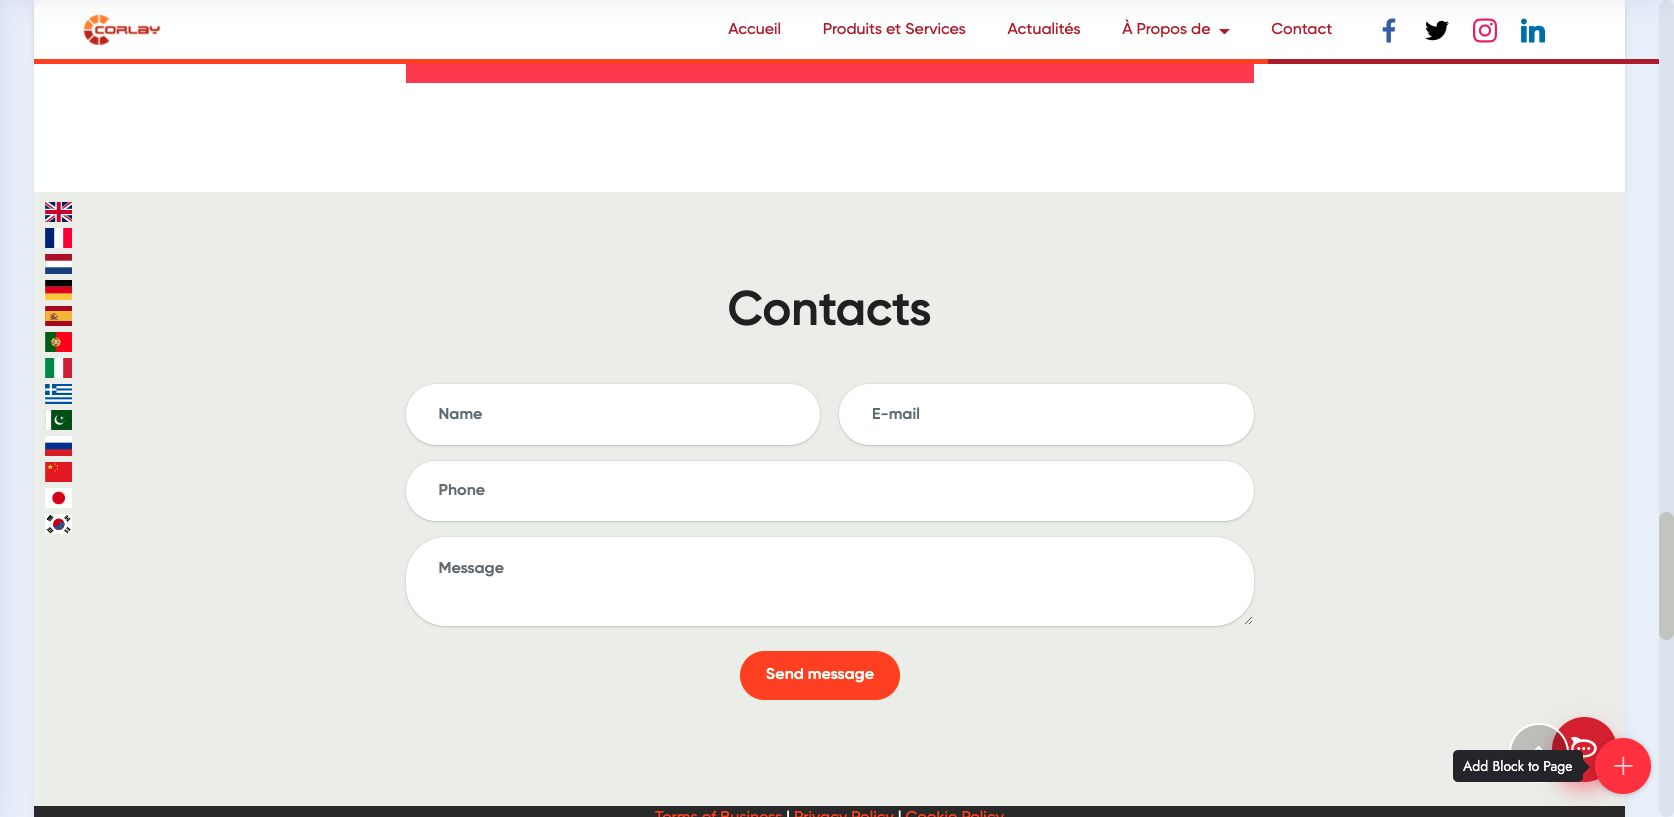 CORLAY
Accueil Produits et Services Actualités À Propos de Contact
Contacts
Name E-mail
Phone
Message
Send message
Add Block to Page
Terms of Business | Privacy Policy | Cookie Policy